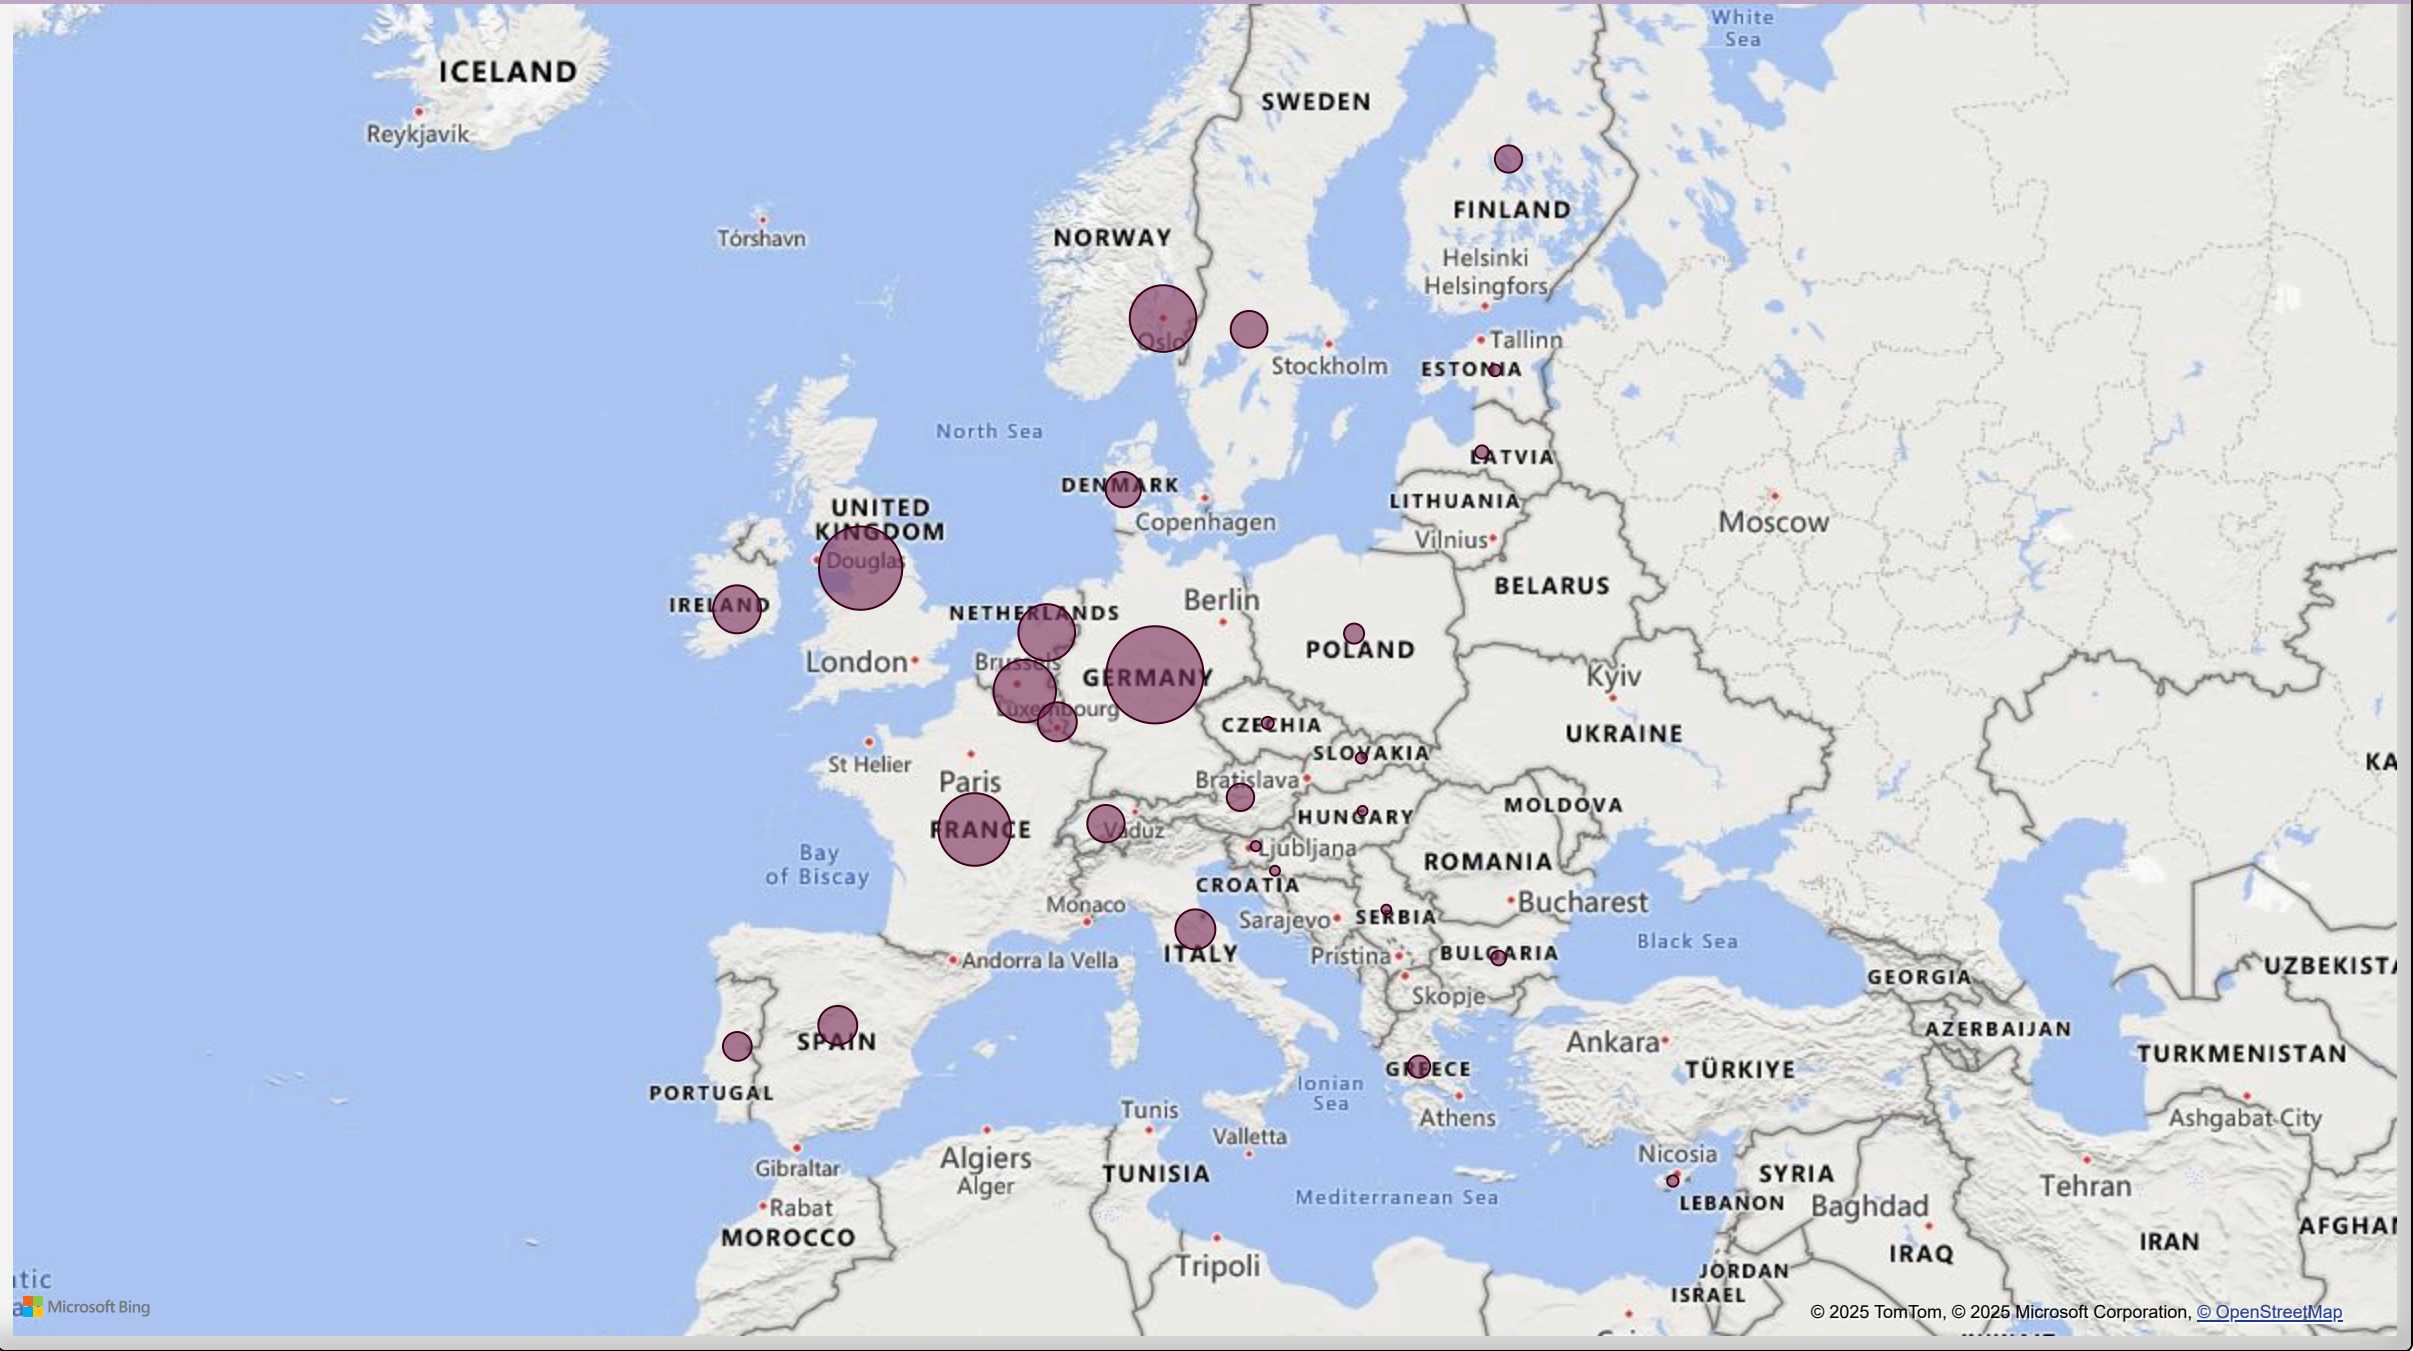 White
Sea
ICELAND
SWEDEN
Reykjavík
FINLAND
Tórshavn
NORWAY
Helsinki
Helsingfors
Oslo
Tallinn
Stockholm
ESTONIA
North Sea
LATVIA
DENMARK
LITHUANIA
UNITED
KINGDOM
Copenhagen
Moscow
Vilnius
Douglas
BELARUS
Berlin
IRELAND
NETHERLANDS
POLAND
London
Brussels
GERMANY
Kyiv
Luxembourg
CZECHIA
UKRAINE
SLOVAKIA
St Helier
KA
Paris
Bratislava
MOLDOVA
HUNGARY
FRANCE
Vaduz
Ljubljana
Bay
of Biscay
ROMANIA
CROATIA
Monaco
Bucharest
Sarajevo
SERBIA
Black Sea
ITALY
Pristina
BULGARIA
Andorra la Vella
UZBEKISTA
GEORGIA
Skopje
AZERBAIJAN
SPAIN
Ankara
TURKMENISTAN
GREECE
TÜRKIYE
Ionian
Sea
PORTUGAL
Tunis
Athens
Ashgabat City
Valletta
Nicosia
Algiers
Alger
Gibraltar
TUNISIA
SYRIA
Tehran
Mediterranean Sea
LEBANON
Baghdad
Rabat
MOROCCO
AFGHAN
IRAN
IRAQ
Tripoli
JORDAN
ISRAEL
tic
Microsoft Bing
© 2025 TomTom, © 2025 Microsoft Corporation, © OpenStreetMap